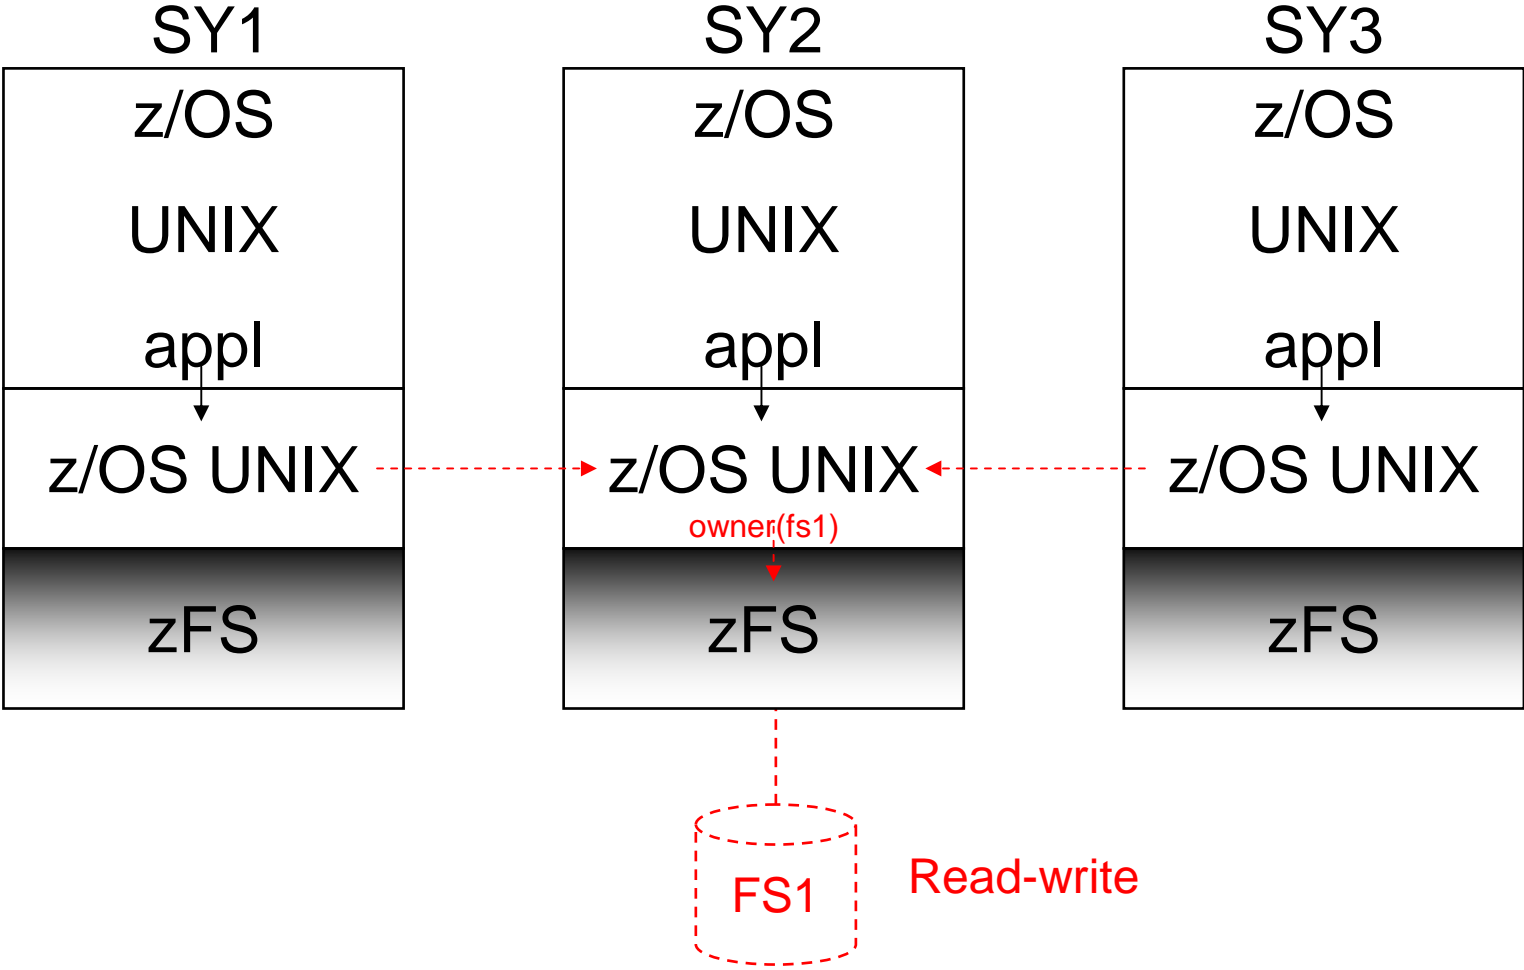 SY1
SY2
SY3
z/OS
z/OS
z/OS
UNIX
UNIX
UNIX
appl
appl
appl
z/OS UNIX
z/OS UNIX
z/OS UNIX
owner(fs1)
zFS
zFS
zFS
FS1
Read-write